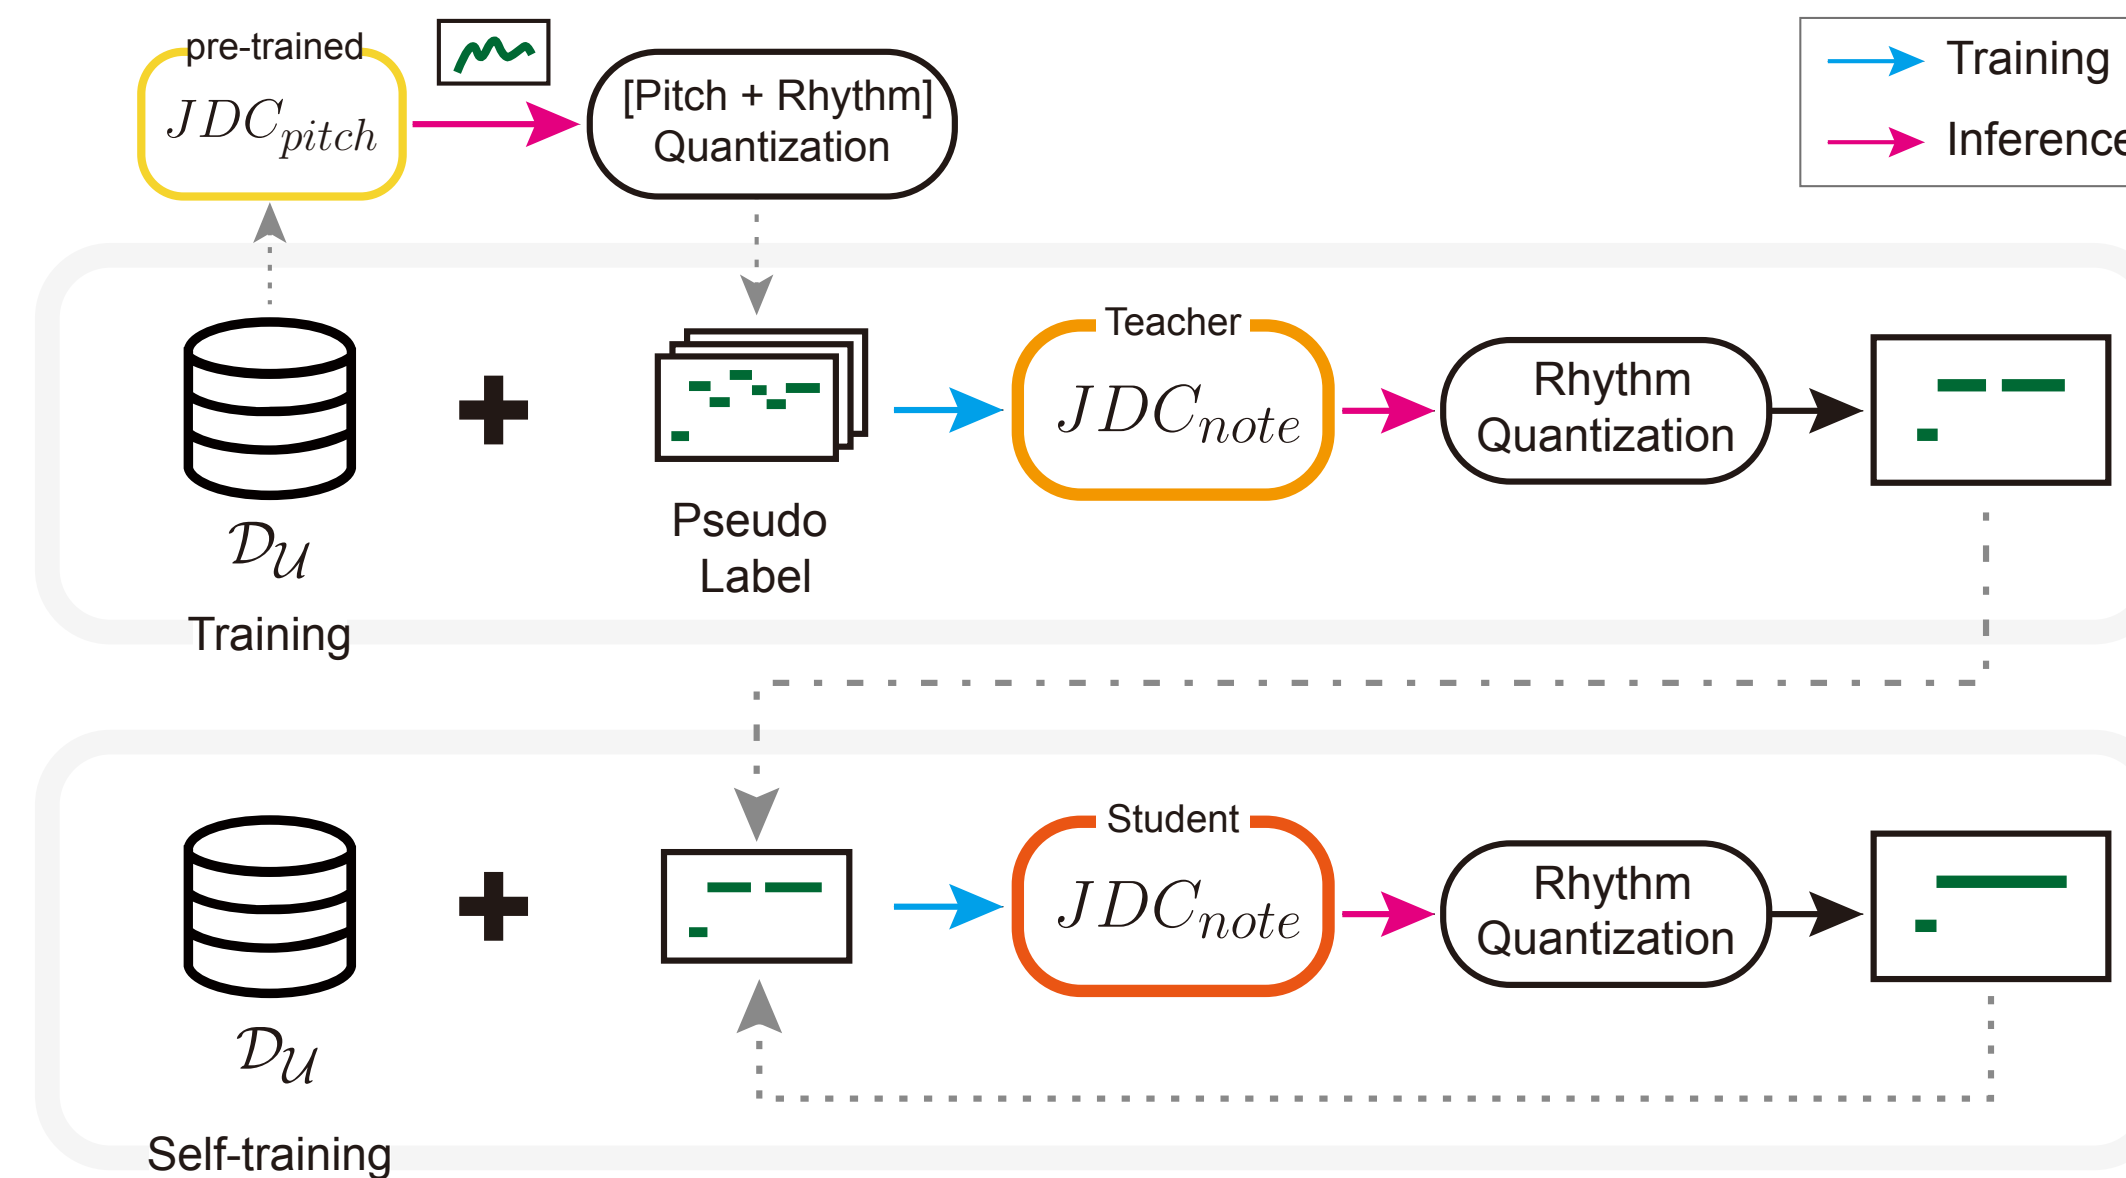 pre-trained
JDC_pitch
[Pitch + Rhythm]
Quantization
Training
Inference
Teacher
JDC_note
Rhythm
Quantization
𝒟_𝒰
Pseudo
Label
Training
Student
JDC_note
Rhythm
Quantization
𝒟_𝒰
Self-training